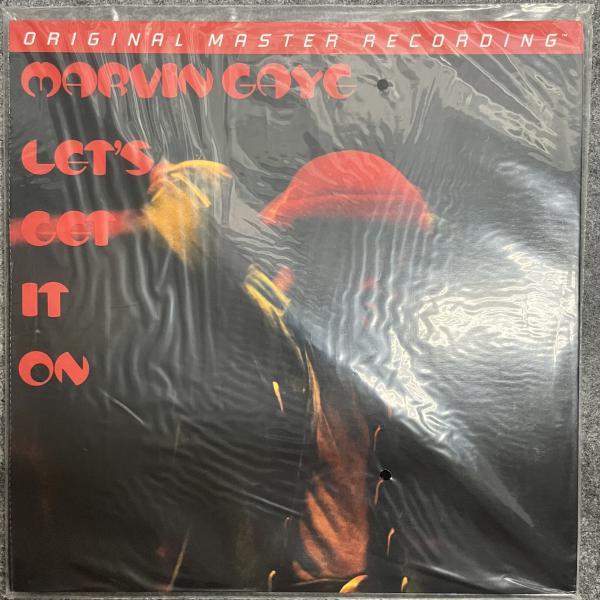 ORIGINAL MASTER RECORDING™
MARVIN GAYE
LET'S
GET
IT
ON